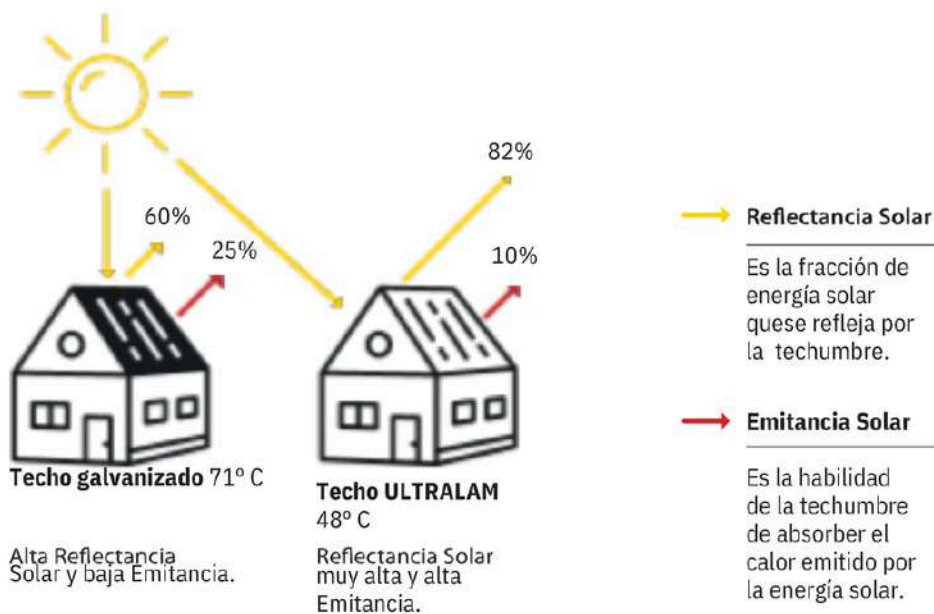 82%
60%
25%
10%
Techo galvanizado 71° C
Alta Reflectancia
Solar y baja Emitancia.
Techo ULTRALAM
48° C
Reflectancia Solar
muy alta y alta
Emitancia.
Reflectancia Solar
Es la fracción de
energía solar
quese refleja por
la techumbre.
Emitancia Solar
Es la habilidad
de la techumbre
de absorber el
calor emitido por
la energía solar.